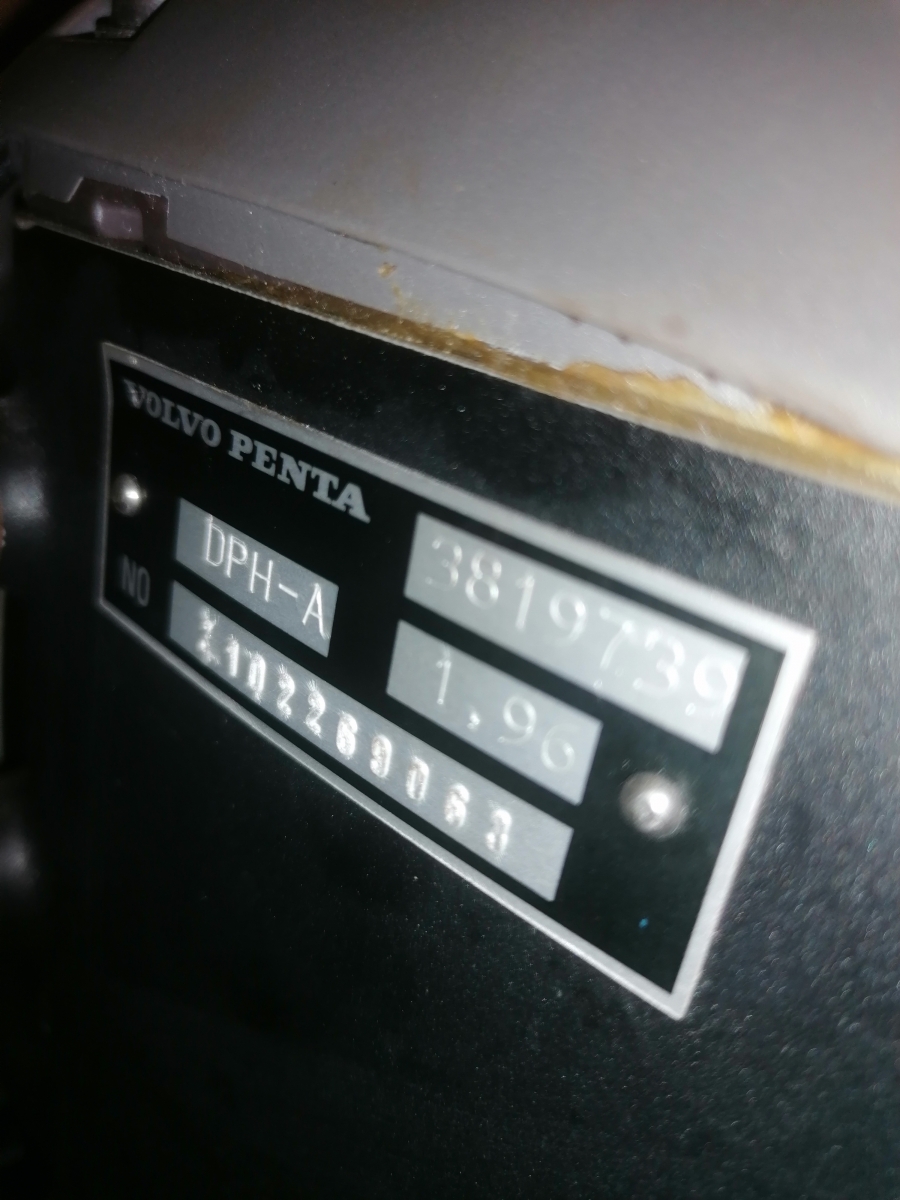 VOLVO PENTA
DPH-A 3819739
1,96
NO